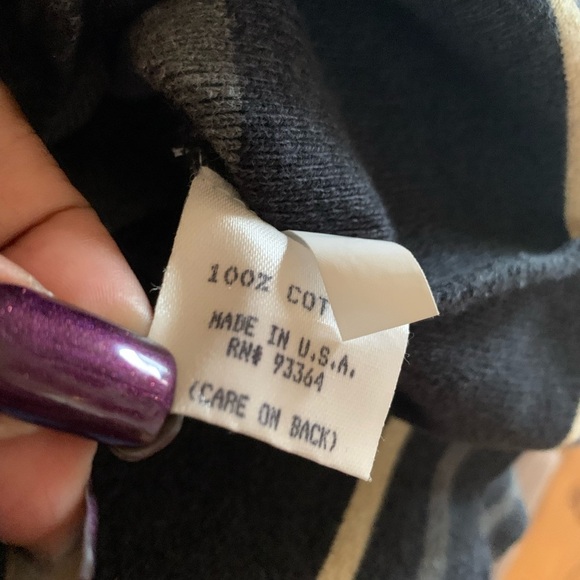 100% COT
MADE IN U.S.A.
RN# 93364
(CARE ON BACK)